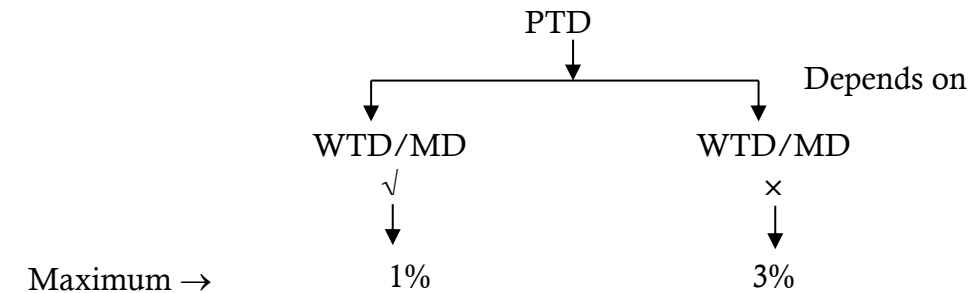 PTD
Depends on
WTD/MD WTD/MD
√ ×
Maximum → 1% 3%